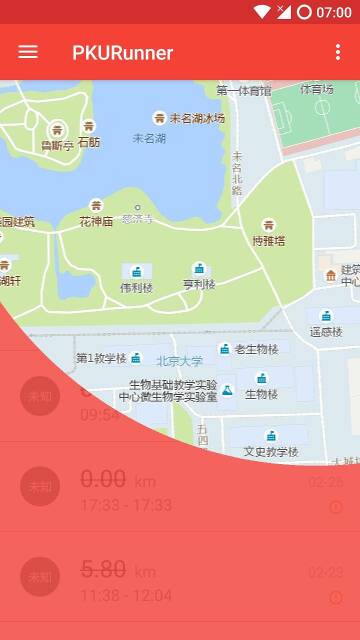 07:00
PKURunner
第一体育馆
体育场
未名湖冰场
鲁斯亭
石舫
未名湖
未名北路
花神庙
慈济寺
园建筑
博雅塔
湖轩
伟利楼
亨利楼
建筑
中心
遥感楼
第1教学楼
北京大学
老生物楼
生物基础教学实验
中心微生物学实验室
生物楼
五四
文史教学楼
未知
09:54
未知
0.00 km
02-26
17:33 - 17:33
未知
5.80 km
02-23
11:38 - 12:04